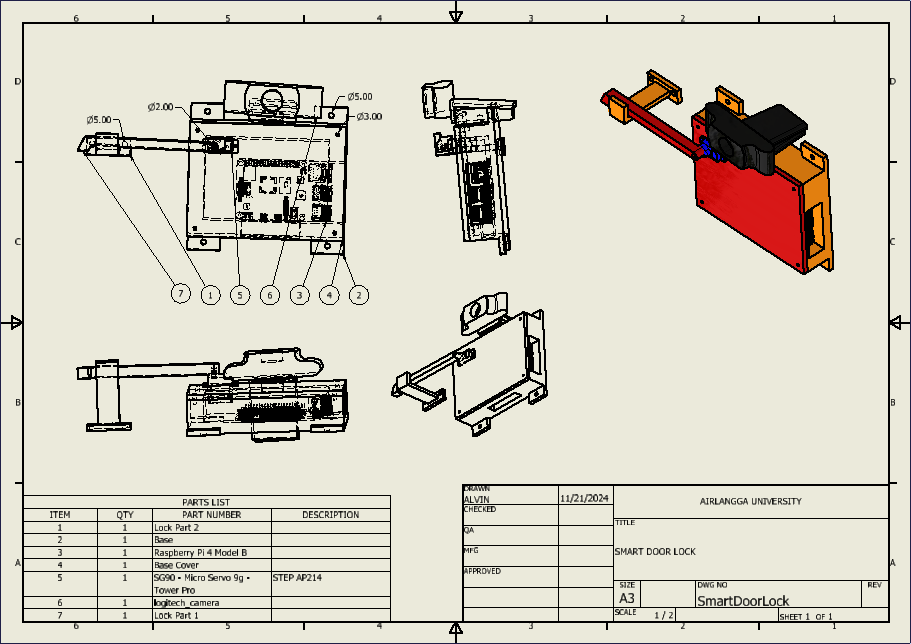 6 5 4 3 2 1
D D
Ø5.00 Ø2.00 Ø5.00
Ø3.00
C C
7 1 5 6 3 4 2
B B
PARTS LIST
ITEM QTY PART NUMBER DESCRIPTION
1 1 Lock Part 2
2 1 Base
3 1 Raspberry Pi 4 Model B
4 1 Base Cover
5 1 SG90 - Micro Servo 9g - STEP AP214
Tower Pro
6 1 logitech_camera
7 1 Lock Part 1
A A
DRAWN
ALVIN 11/21/2024
CHECKED
QA
MFG
APPROVED
AIRLANGGA UNIVERSITY
TITLE
SMART DOOR LOCK
SIZE DWG NO REV
A3 SmartDoorLock
SCALE 1 / 2 SHEET 1 OF 1
6 5 4 3 2 1